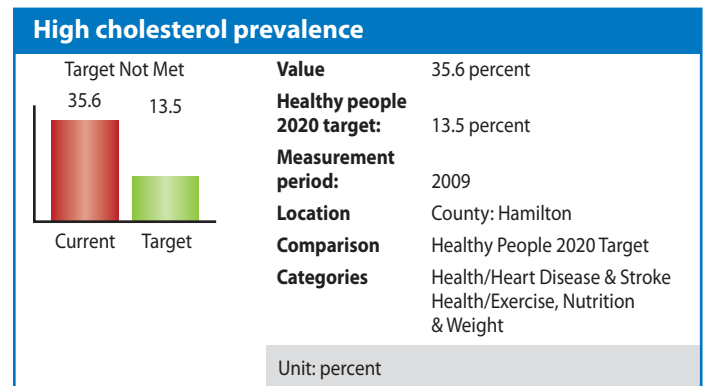 High cholesterol prevalence
Target Not Met
35.6
13.5
Current Target
Value 35.6 percent
Healthy people
2020 target: 13.5 percent
Measurement
period: 2009
Location County: Hamilton
Comparison Healthy People 2020 Target
Categories Health/Heart Disease & Stroke
Health/Exercise, Nutrition
& Weight
Unit: percent